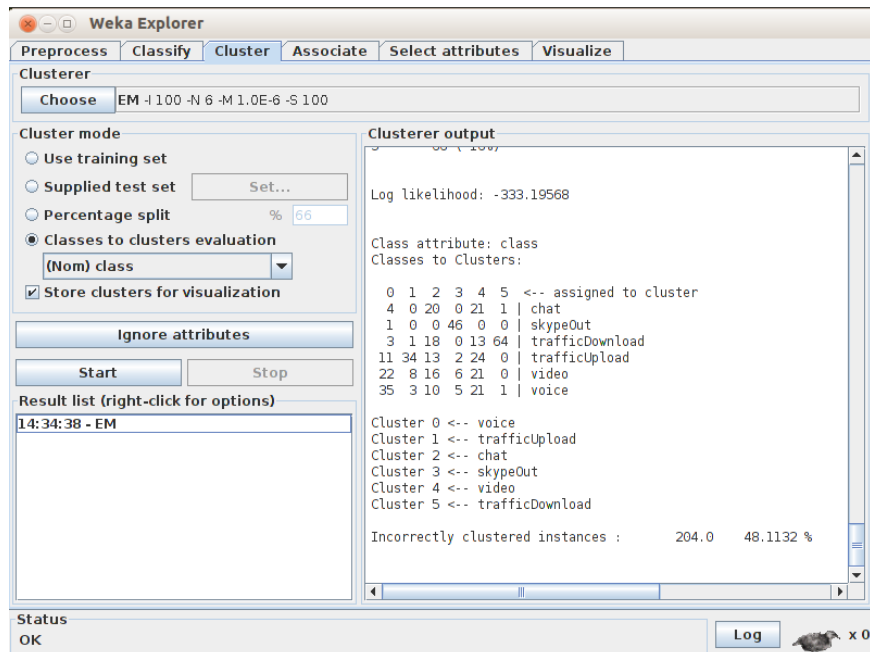 Weka Explorer
Preprocess Classify Cluster Associate Select attributes Visualize
Clusterer
Choose EM -I 100 -N 6 -M 1.0E-6 -S 100
Cluster mode
Use training set
Supplied test set Set...
Percentage split % 66
Classes to clusters evaluation
(Nom) class
Store clusters for visualization
Ignore attributes
Start Stop
Result list (right-click for options)
14:34:38 - EM
Clusterer output
Log likelihood: -333.19568
Class attribute: class
Classes to Clusters:
0 1 2 3 4 5 <-- assigned to cluster
4 0 20 0 21 1 | chat
1 0 0 46 0 0 | skypeOut
3 1 18 0 13 64 | trafficDownload
11 34 13 2 24 0 | trafficUpload
22 8 16 6 21 0 | video
35 3 10 5 21 1 | voice
Cluster 0 <-- voice
Cluster 1 <-- trafficUpload
Cluster 2 <-- chat
Cluster 3 <-- skypeOut
Cluster 4 <-- video
Cluster 5 <-- trafficDownload
Incorrectly clustered instances : 204.0 48.1132 %
Status
OK
Log x 0